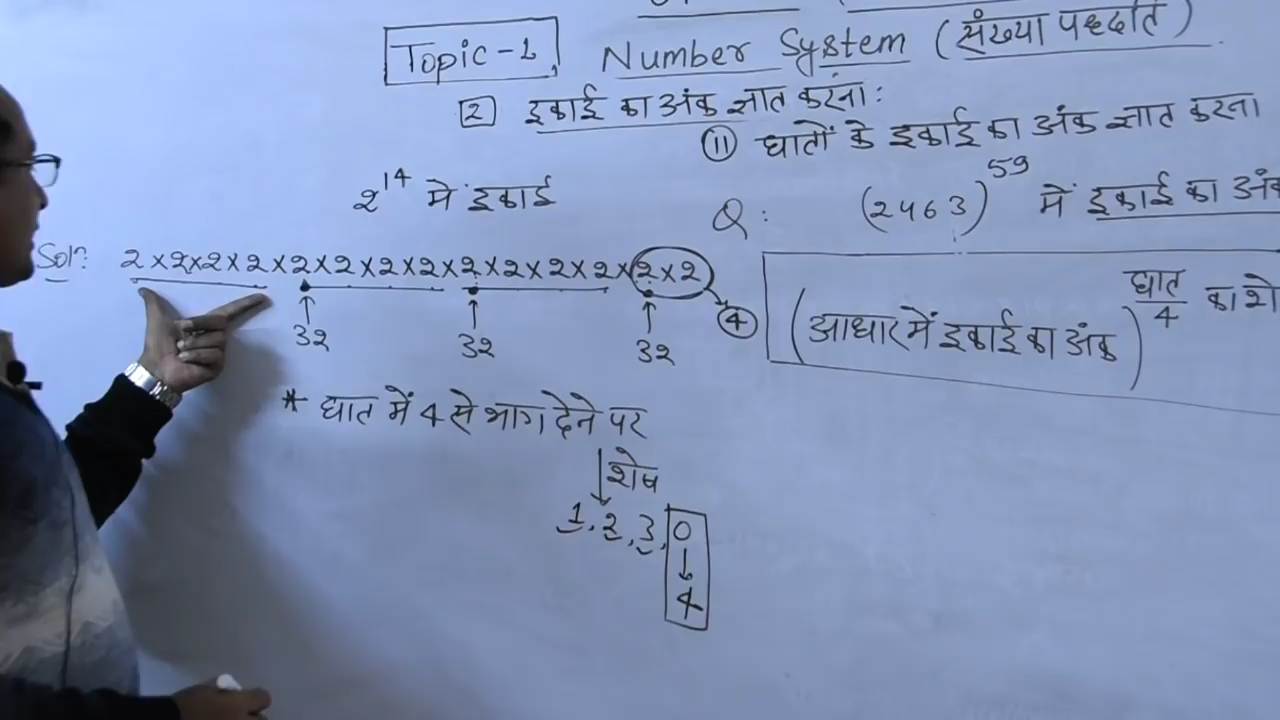 Topic-1
Number System (संख्या पद्धति)
2 इकाई का अंक ज्ञात करना:
(11) घातों के इकाई का अंक ज्ञात करना
2^14 में इकाई
Q: (2463)^59 में इकाई का अंक
Sol^n: 2×2×2×2×2×2×2×2×2×2×2×2×2×2
4
32 32 32
(आधार में इकाई का अंक)^घात/4 का शे
* घात में 4 से भाग देने पर
शेष
1, 2, 3, 0
4